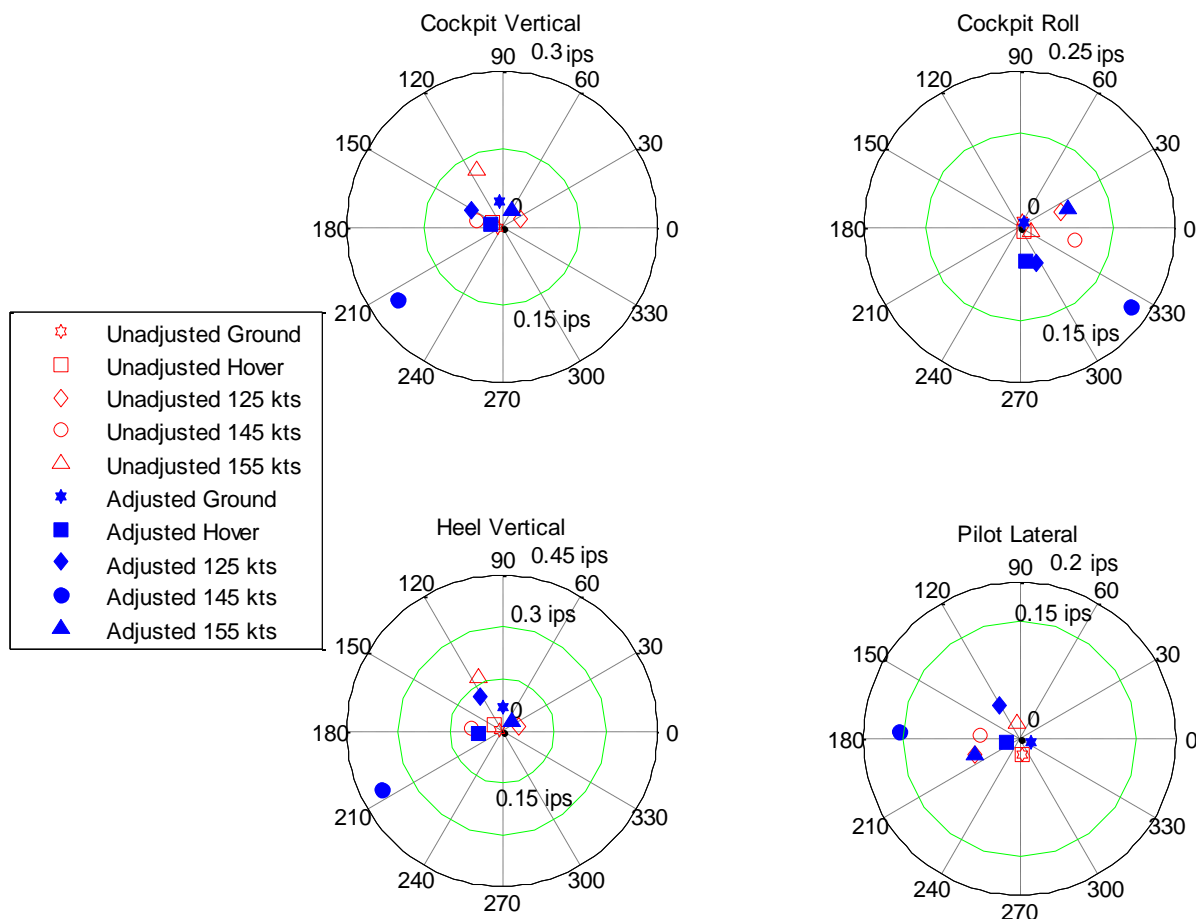 Cockpit Vertical
90 0.3 ips
120 60
150 30
0
180 0
0.15 ips
210 330
240 300
270
Cockpit Roll
90 0.25 ips
120 60
150 30
0
180 0
0.15 ips
210 330
240 300
270
Unadjusted Ground
Unadjusted Hover
Unadjusted 125 kts
Unadjusted 145 kts
Unadjusted 155 kts
Adjusted Ground
Adjusted Hover
Adjusted 125 kts
Adjusted 145 kts
Adjusted 155 kts
Heel Vertical
90 0.45 ips
120 60
0.3 ips
150 30
0
180 0
0.15 ips
210 330
240 300
270
Pilot Lateral
90 0.2 ips
120 60
0.15 ips
150 30
0
180 0
210 330
240 300
270